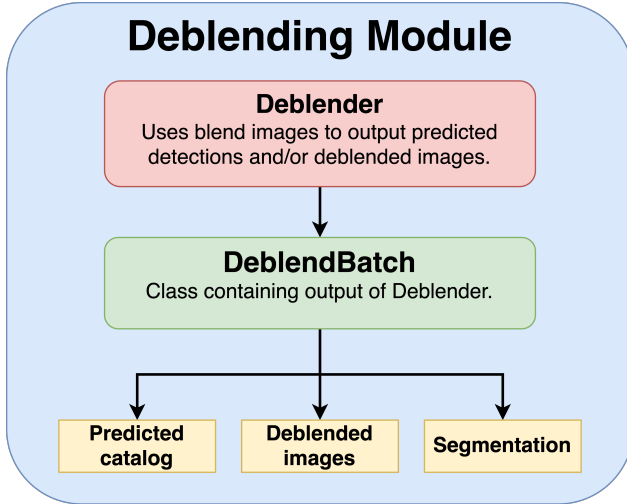 Deblending Module
Deblender
Uses blend images to output predicted
detections and/or deblended images.
DeblendBatch
Class containing output of Deblender.
Predicted
catalog
Deblended
images
Segmentation